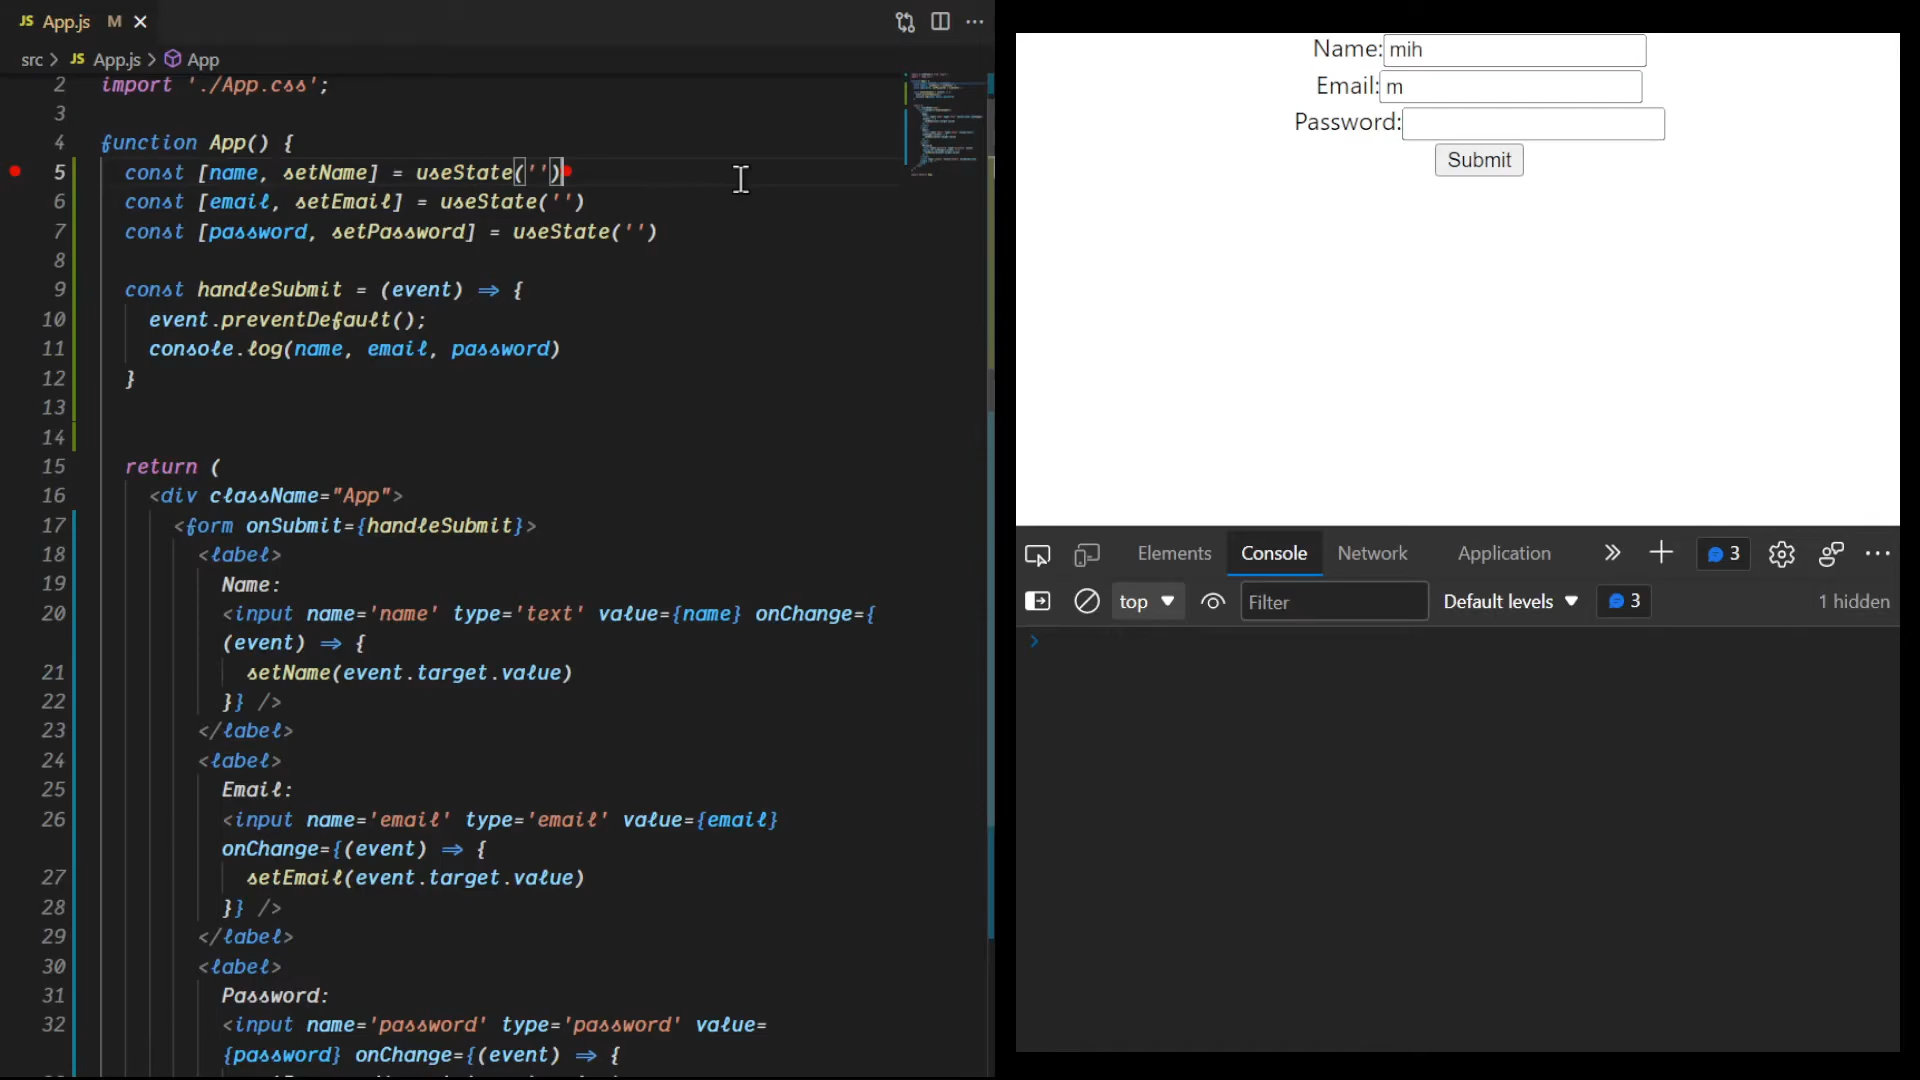 JS App.js M
src > JS App.js > App
2 import './App.css';
3
4 function App() {
5 const [name, setName] = useState('')
6 const [email, setEmail] = useState('')
7 const [password, setPassword] = useState('')
8
9 const handleSubmit = (event) ⇒ {
10 event.preventDefault();
11 console.log(name, email, password)
12 }
13
14
15 return (
16 <div className="App">
17 <form onSubmit={handleSubmit}>
18 <label>
19 Name:
20 <input name='name' type='text' value={name} onChange={
(event) ⇒ {
21 setName(event.target.value)
22 }} />
23 </label>
24 <label>
25 Email:
26 <input name='email' type='email' value={email}
onChange={(event) ⇒ {
27 setEmail(event.target.value)
28 }} />
29 </label>
30 <label>
31 Password:
32 <input name='password' type='password' value=
{password} onChange={(event) ⇒ {
Name: mih
Email: m
Password:
Submit
Elements Console Network Application 3
top Filter Default levels 3 1 hidden